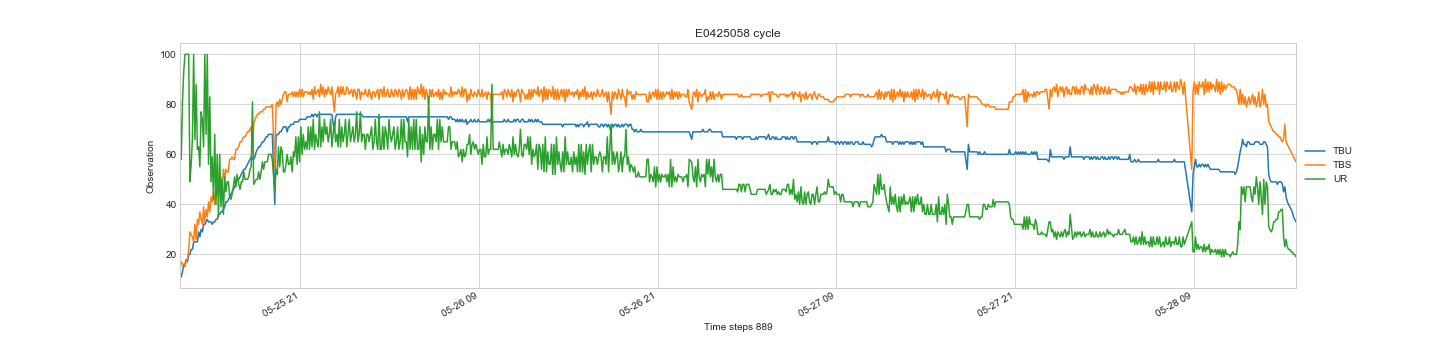 E0425058 cycle
Observation
100
80
60
40
20
05-25 21
05-26 09
05-26 21
05-27 09
05-27 21
05-28 09
Time steps 889
TBU
TBS
UR